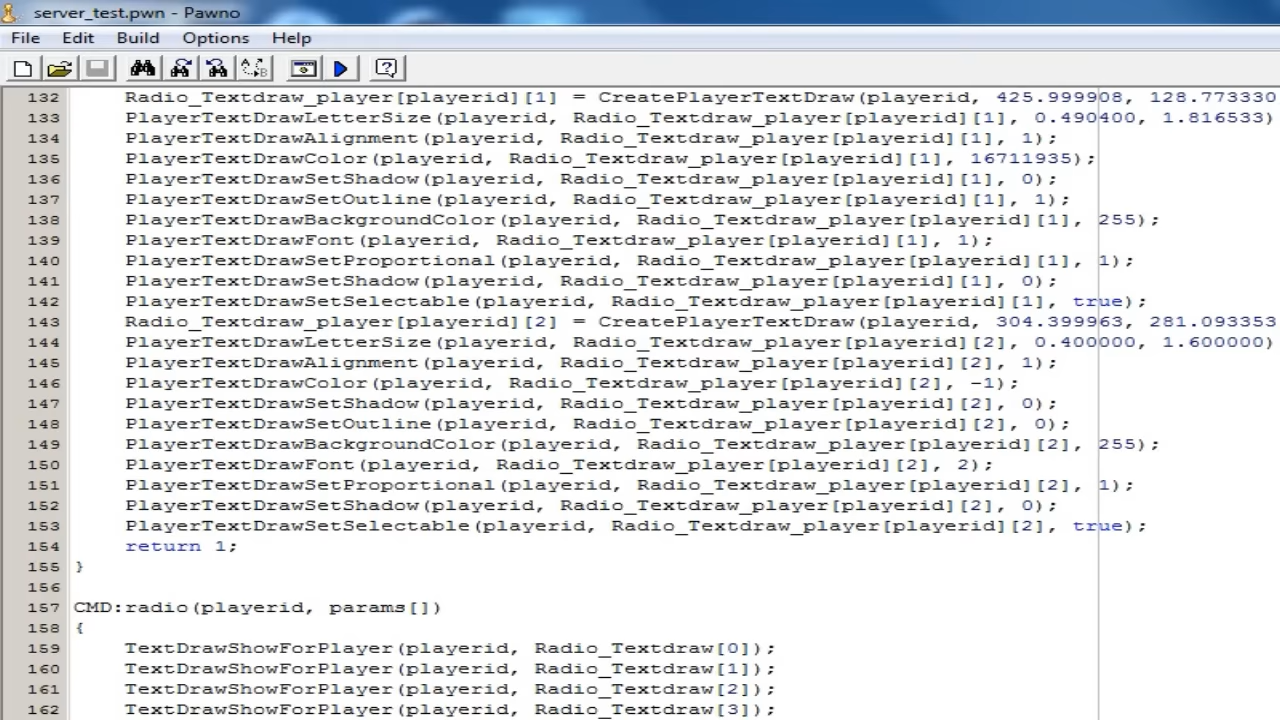 server_test.pwn - Pawno
File Edit Build Options Help
132 Radio_Textdraw_player[playerid][1] = CreatePlayerTextDraw(playerid, 425.999908, 128.773330
133 PlayerTextDrawLetterSize(playerid, Radio_Textdraw_player[playerid][1], 0.490400, 1.816533)
134 PlayerTextDrawAlignment(playerid, Radio_Textdraw_player[playerid][1], 1);
135 PlayerTextDrawColor(playerid, Radio_Textdraw_player[playerid][1], 16711935);
136 PlayerTextDrawSetShadow(playerid, Radio_Textdraw_player[playerid][1], 0);
137 PlayerTextDrawSetOutline(playerid, Radio_Textdraw_player[playerid][1], 1);
138 PlayerTextDrawBackgroundColor(playerid, Radio_Textdraw_player[playerid][1], 255);
139 PlayerTextDrawFont(playerid, Radio_Textdraw_player[playerid][1], 1);
140 PlayerTextDrawSetProportional(playerid, Radio_Textdraw_player[playerid][1], 1);
141 PlayerTextDrawSetShadow(playerid, Radio_Textdraw_player[playerid][1], 0);
142 PlayerTextDrawSetSelectable(playerid, Radio_Textdraw_player[playerid][1], true);
143 Radio_Textdraw_player[playerid][2] = CreatePlayerTextDraw(playerid, 304.399963, 281.093353
144 PlayerTextDrawLetterSize(playerid, Radio_Textdraw_player[playerid][2], 0.400000, 1.600000)
145 PlayerTextDrawAlignment(playerid, Radio_Textdraw_player[playerid][2], 1);
146 PlayerTextDrawColor(playerid, Radio_Textdraw_player[playerid][2], -1);
147 PlayerTextDrawSetShadow(playerid, Radio_Textdraw_player[playerid][2], 0);
148 PlayerTextDrawSetOutline(playerid, Radio_Textdraw_player[playerid][2], 0);
149 PlayerTextDrawBackgroundColor(playerid, Radio_Textdraw_player[playerid][2], 255);
150 PlayerTextDrawFont(playerid, Radio_Textdraw_player[playerid][2], 2);
151 PlayerTextDrawSetProportional(playerid, Radio_Textdraw_player[playerid][2], 1);
152 PlayerTextDrawSetShadow(playerid, Radio_Textdraw_player[playerid][2], 0);
153 PlayerTextDrawSetSelectable(playerid, Radio_Textdraw_player[playerid][2], true);
154 return 1;
155 }
156
157 CMD:radio(playerid, params[])
158 {
159 TextDrawShowForPlayer(playerid, Radio_Textdraw[0]);
160 TextDrawShowForPlayer(playerid, Radio_Textdraw[1]);
161 TextDrawShowForPlayer(playerid, Radio_Textdraw[2]);
162 TextDrawShowForPlayer(playerid, Radio_Textdraw[3]);